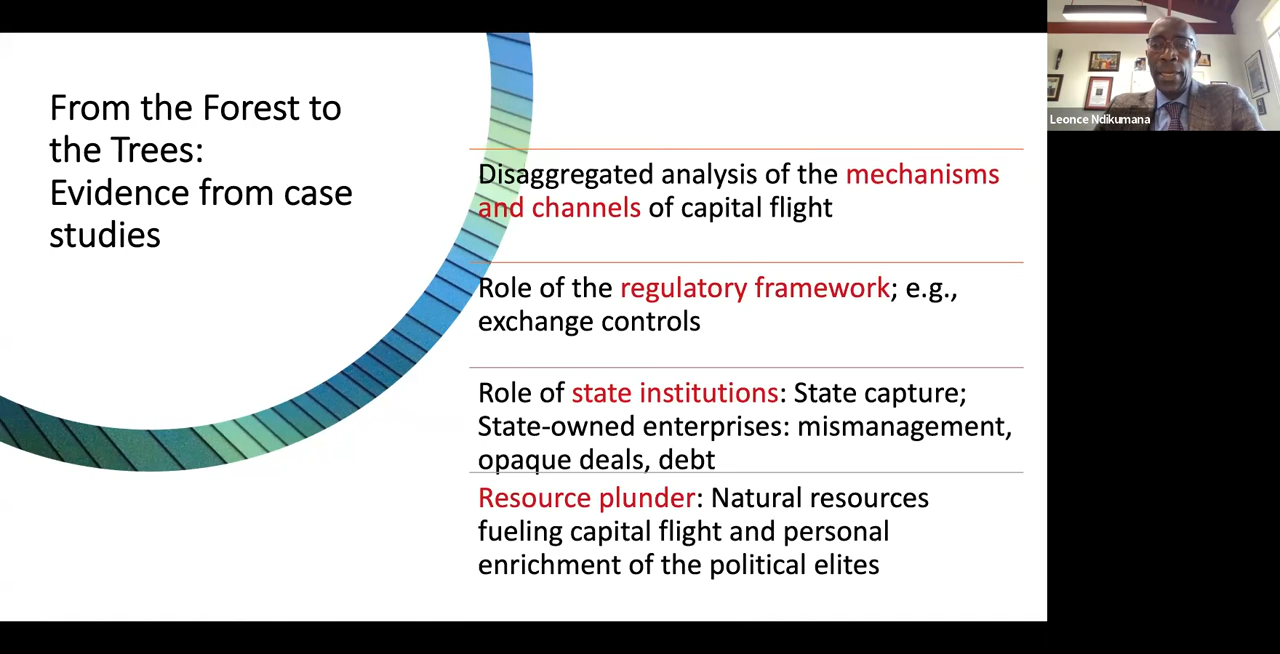 From the Forest to
the Trees:
Evidence from case
studies
Disaggregated analysis of the mechanisms
and channels of capital flight
Role of the regulatory framework; e.g.,
exchange controls
Role of state institutions: State capture;
State-owned enterprises: mismanagement,
opaque deals, debt
Resource plunder: Natural resources
fueling capital flight and personal
enrichment of the political elites
Leonce Ndikumana